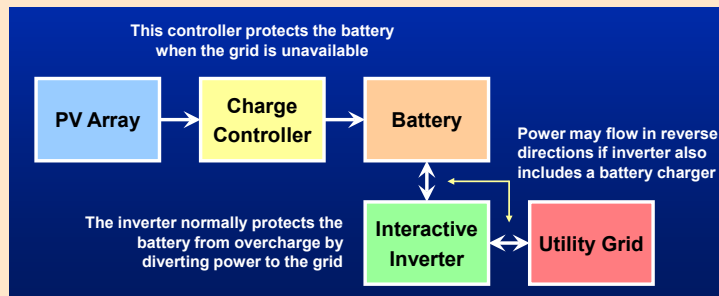 This controller protects the battery
when the grid is unavailable
PV Array
Charge
Controller
Battery
Power may flow in reverse
directions if inverter also
includes a battery charger
The inverter normally protects the
battery from overcharge by
diverting power to the grid
Interactive
Inverter
Utility Grid